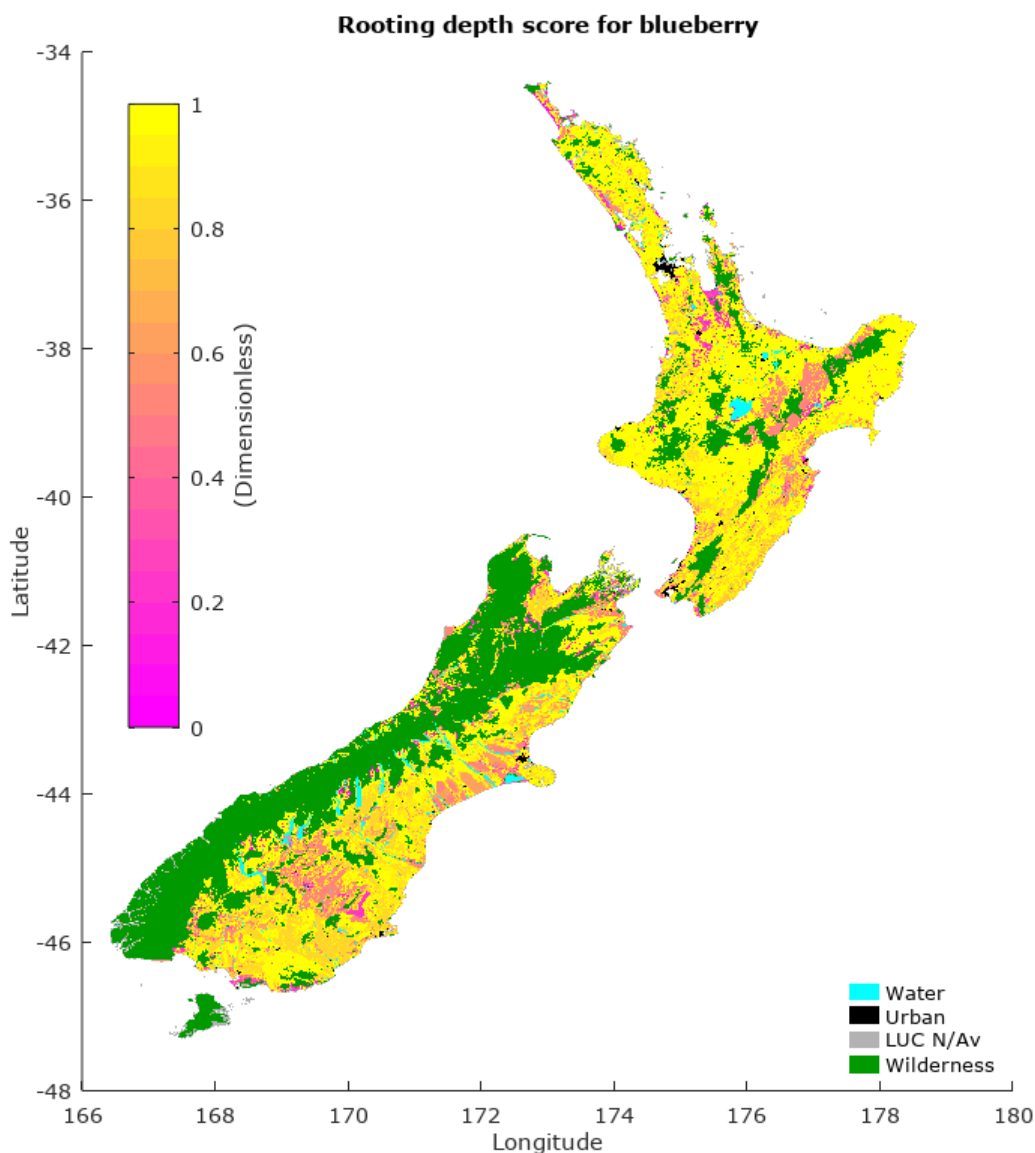 Rooting depth score for blueberry
-34
-36
-38
-40
-42
-44
-46
-48
Latitude
1
0.8
0.6
0.4
0.2
0
(Dimensionless)
Water
Urban
LUC N/Av
Wilderness
166 168 170 172 174 176 178 180
Longitude